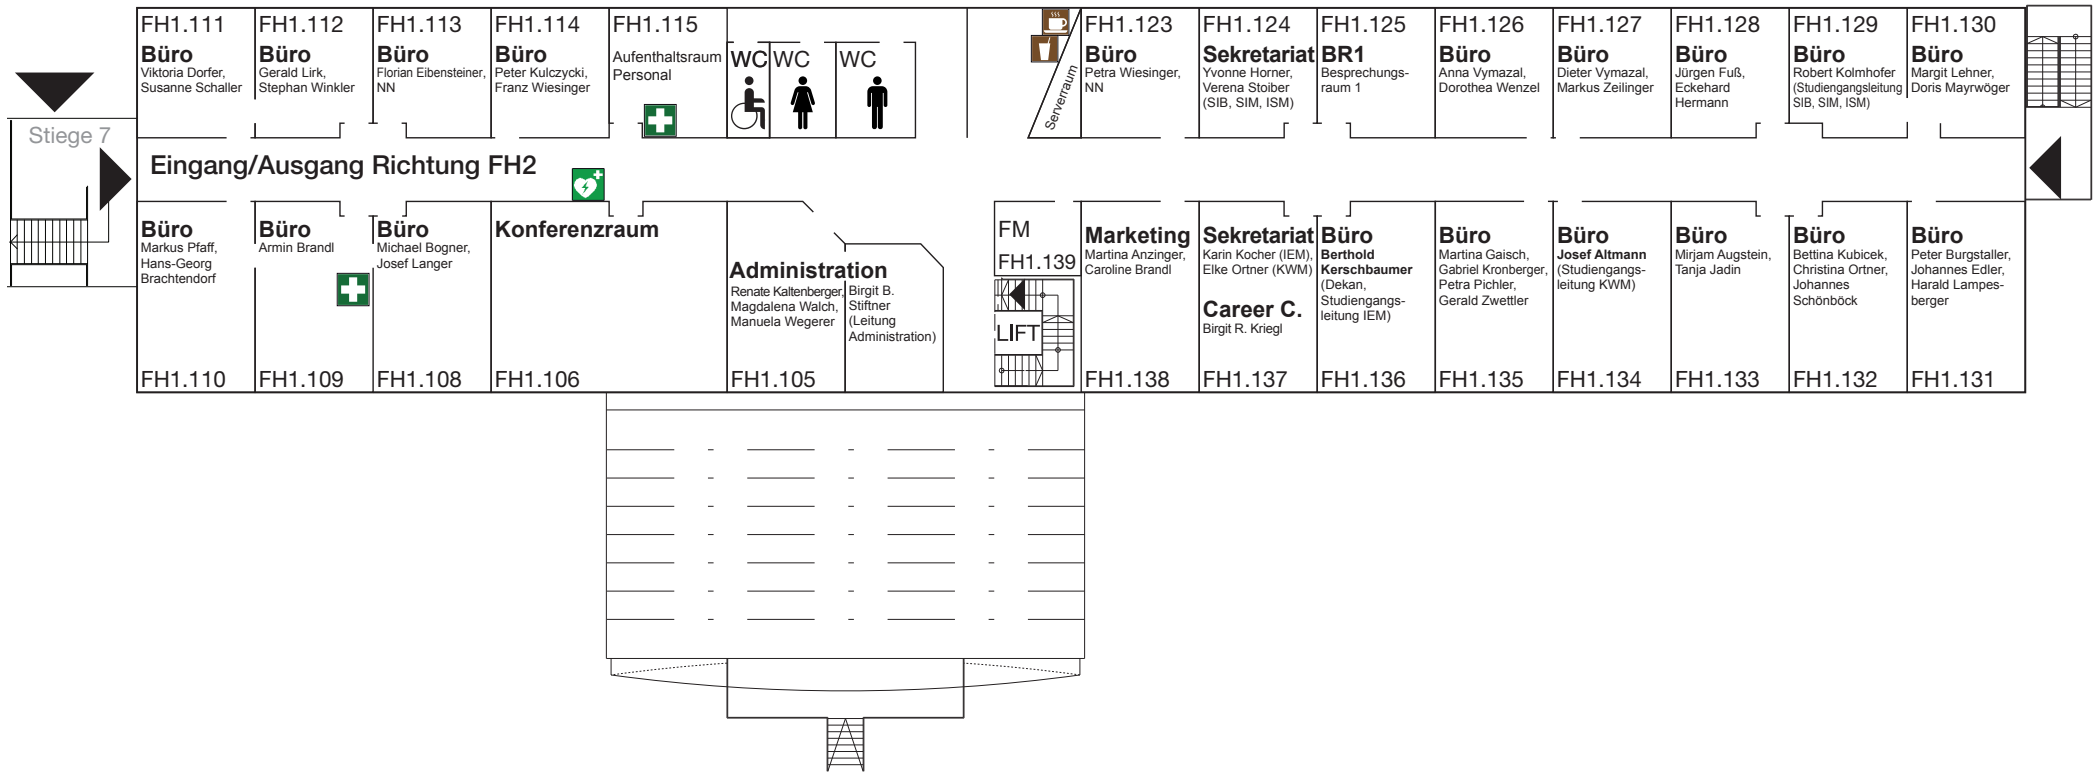 FH1.111
Büro
Viktoria Dorfer,
Susanne Schaller
FH1.112
Büro
Gerald Lirk,
Stephan Winkler
FH1.113
Büro
Florian Eibensteiner,
NN
FH1.114
Büro
Peter Kulczycki,
Franz Wiesinger
FH1.115
Aufenthaltsraum
Personal
WC
WC
WC
Serverraum
FH1.123
Büro
Petra Wiesinger,
NN
FH1.124
Sekretariat
Yvonne Horner,
Verena Stoiber
(SIB, SIM, ISM)
FH1.125
BR1
Besprechungs-
raum 1
FH1.126
Büro
Anna Vymazal,
Dorothea Wenzel
FH1.127
Büro
Dieter Vymazal,
Markus Zeilinger
FH1.128
Büro
Jürgen Fuß,
Eckehard
Hermann
FH1.129
Büro
Robert Kolmhofer
(Studiengangsleitung
SIB, SIM, ISM)
FH1.130
Büro
Margit Lehner,
Doris Mayrwöger
Stiege 7
Eingang/Ausgang Richtung FH2
Büro
Markus Pfaff,
Hans-Georg
Brachtendorf
FH1.110
Büro
Armin Brandl
FH1.109
Büro
Michael Bogner,
Josef Langer
FH1.108
Konferenzraum
FH1.106
Administration
Renate Kaltenberger,
Magdalena Walch,
Manuela Wegerer
FH1.105
Birgit B.
Stiftner
(Leitung
Administration)
FM
FH1.139
LIFT
Marketing
Martina Anzinger,
Caroline Brandl
FH1.138
Sekretariat
Karin Kocher (IEM),
Elke Ortner (KWM)
Career C.
Birgit R. Kriegl
FH1.137
Büro
Berthold
Kerschbaumer
(Dekan,
Studiengangs-
leitung IEM)
FH1.136
Büro
Martina Gaisch,
Gabriel Kronberger,
Petra Pichler,
Gerald Zwettler
FH1.135
Büro
Josef Altmann
(Studiengangs-
leitung KWM)
FH1.134
Büro
Mirjam Augstein,
Tanja Jadin
FH1.133
Büro
Bettina Kubicek,
Christina Ortner,
Johannes
Schönböck
FH1.132
Büro
Peter Burgstaller,
Johannes Edler,
Harald Lampes-
berger
FH1.131